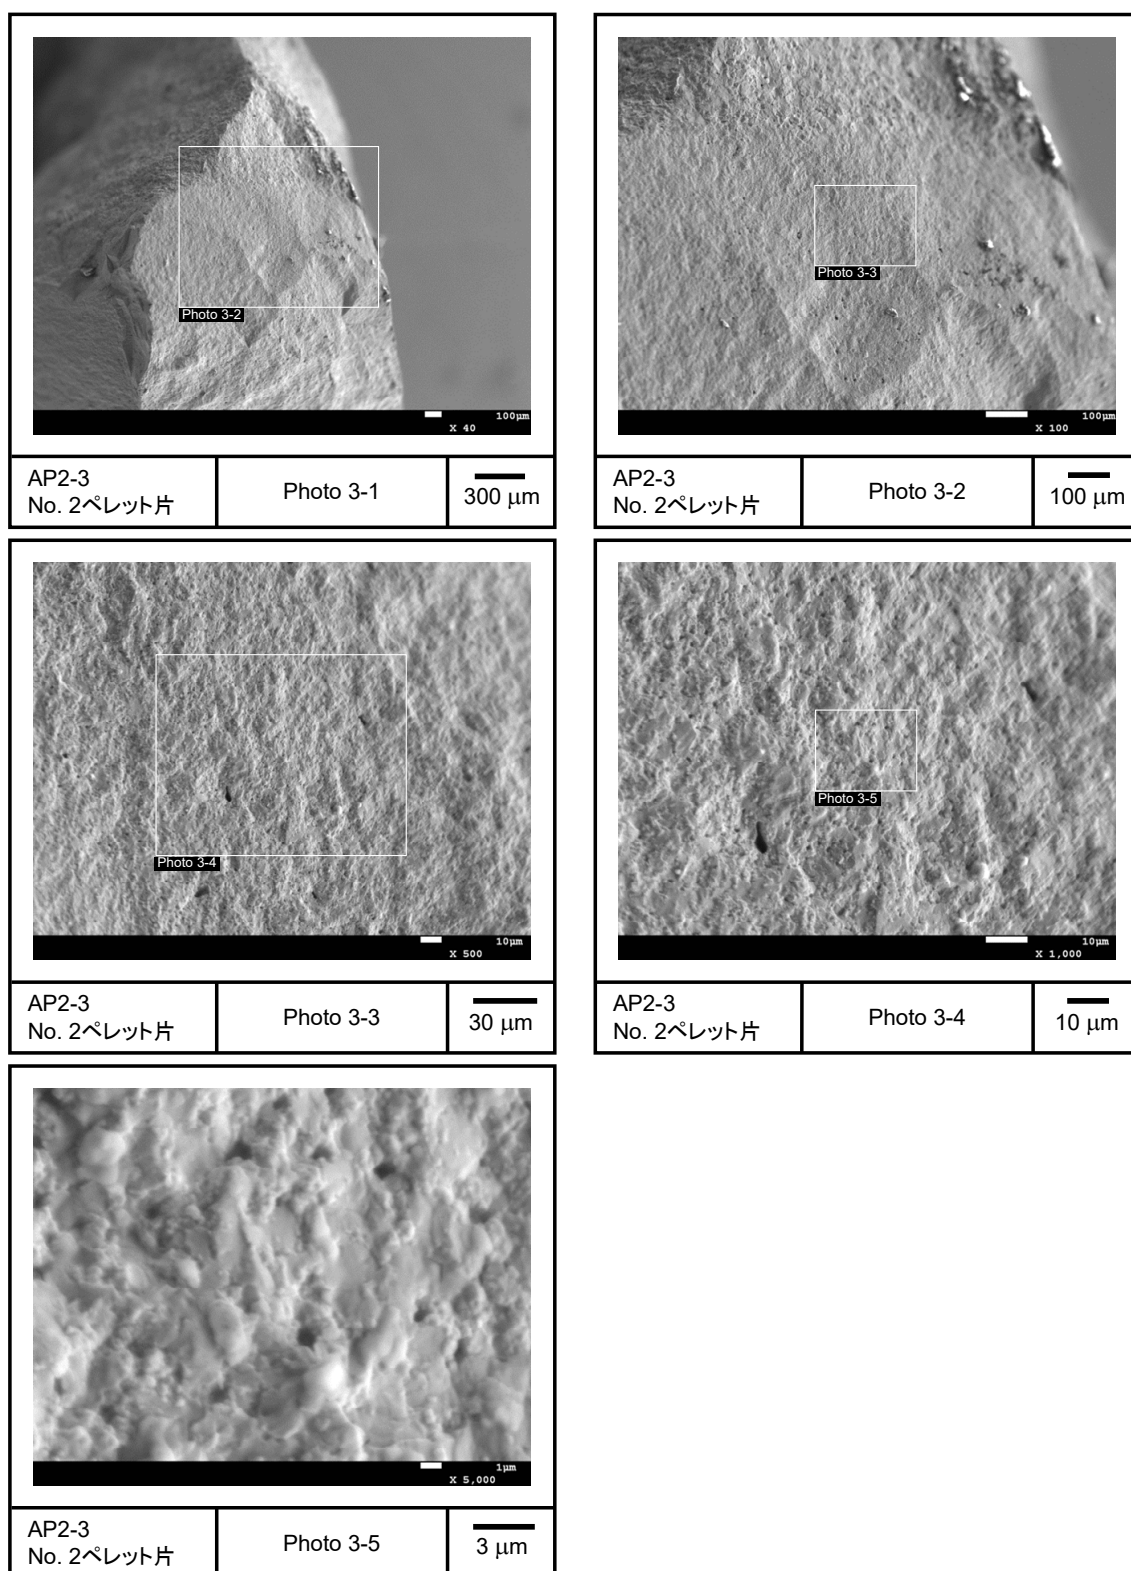 100μm
X 40
Photo 3-2
AP2-3
No. 2ペレット片
Photo 3-1
300 μm
100μm
X 100
Photo 3-3
AP2-3
No. 2ペレット片
Photo 3-2
100 μm
10μm
X 500
Photo 3-4
AP2-3
No. 2ペレット片
Photo 3-3
30 μm
10μm
X 1,000
Photo 3-5
AP2-3
No. 2ペレット片
Photo 3-4
10 μm
1μm
X 5,000
AP2-3
No. 2ペレット片
Photo 3-5
3 μm